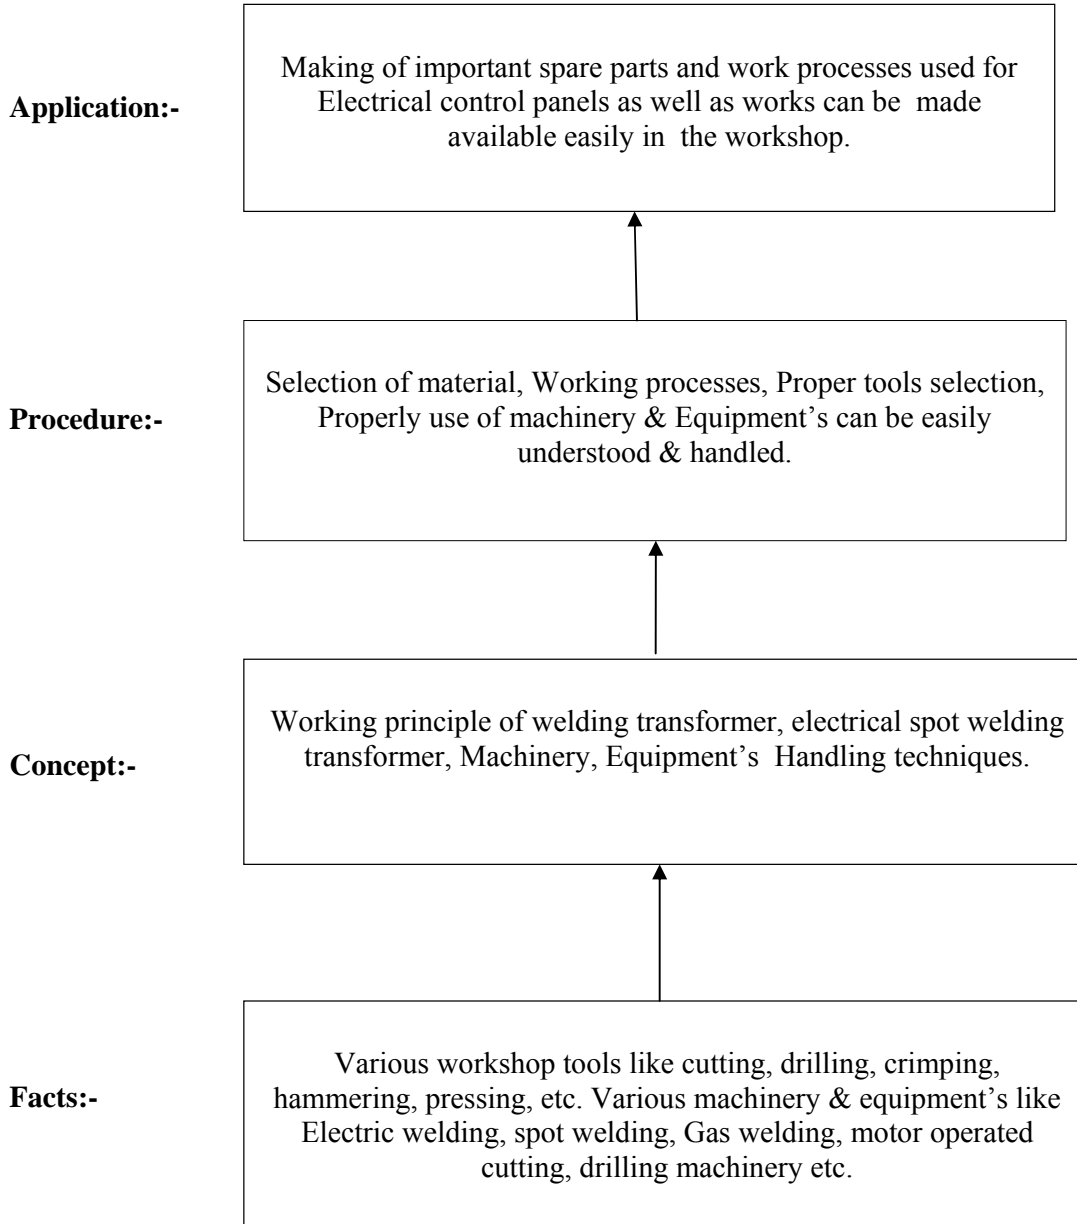 Application:-
Making of important spare parts and work processes used for
Electrical control panels as well as works can be made
available easily in the workshop.
Procedure:-
Selection of material, Working processes, Proper tools selection,
Properly use of machinery & Equipment’s can be easily
understood & handled.
Concept:-
Working principle of welding transformer, electrical spot welding
transformer, Machinery, Equipment’s Handling techniques.
Facts:-
Various workshop tools like cutting, drilling, crimping,
hammering, pressing, etc. Various machinery & equipment’s like
Electric welding, spot welding, Gas welding, motor operated
cutting, drilling machinery etc.